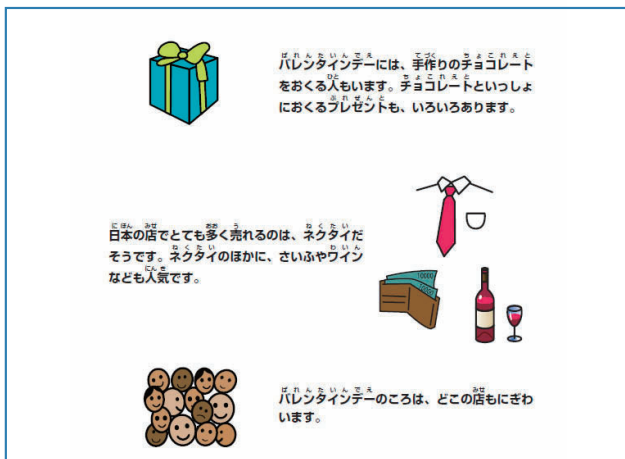 バレンタインデーには、手作りのチョコレート
をおくる人もいます。チョコレートといっしょ
におくるプレゼントも、いろいろあります。
日本の店でとても多く売れるのは、ネクタイだ
そうです。ネクタイのほかに、さいふやワイン
なども人気です。
10000
10000
バレンタインデーのころは、どこの店もにぎわ
います。